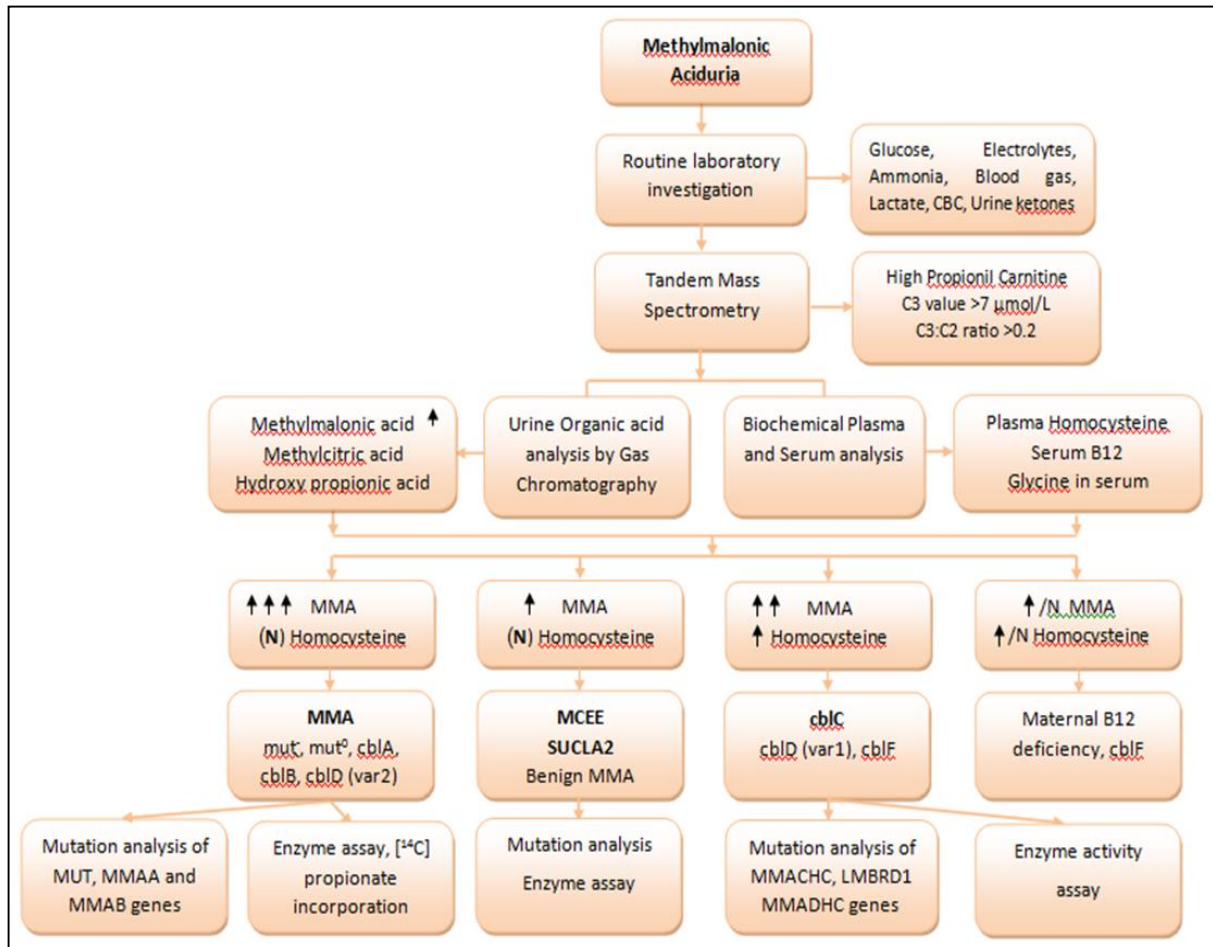 Methylmalonic
Aciduria
Routine laboratory
investigation
Glucose, Electrolytes,
Ammonia, Blood gas,
Lactate, CBC, Urine ketones
Tandem Mass
Spectrometry
High Propionil Carnitine
C3 value >7 µmol/L
C3:C2 ratio >0.2
Methylmalonic acid ↑
Methylcitric acid
Hydroxy propionic acid
Urine Organic acid
analysis by Gas
Chromatography
Biochemical Plasma
and Serum analysis
Plasma Homocysteine
Serum B12
Glycine in serum
↑↑↑ MMA
(N) Homocysteine
↑ MMA
(N) Homocysteine
↑↑ MMA
↑ Homocysteine
↑/N MMA
↑/N Homocysteine
MMA
mut⁻, mut⁰, cblA,
cblB, cblD (var2)
MCEE
SUCLA2
Benign MMA
cblC
cblD (var1), cblF
Maternal B12
deficiency, cblF
Mutation analysis of
MUT, MMAA and
MMAB genes
Enzyme assay, [¹⁴C]
propionate
incorporation
Mutation analysis
Enzyme assay
Mutation analysis of
MMACHC, LMBRD1
MMADHC genes
Enzyme activity
assay